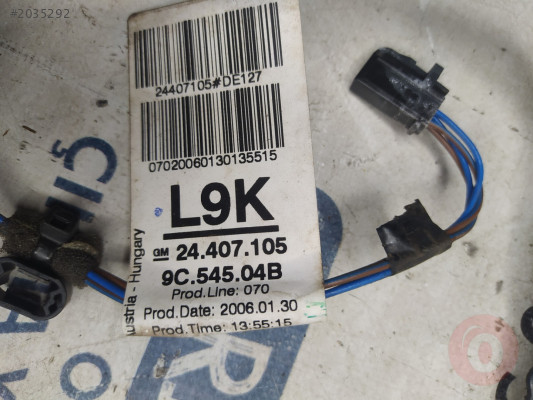 #2035292
24407105#DE127
07020060130135515
L9K
GM 24.407.105
9C.545.04B
Prod.Line: 070
Prod.Date: 2006.01.30
Prod.Time: 13:55:15
Hungary